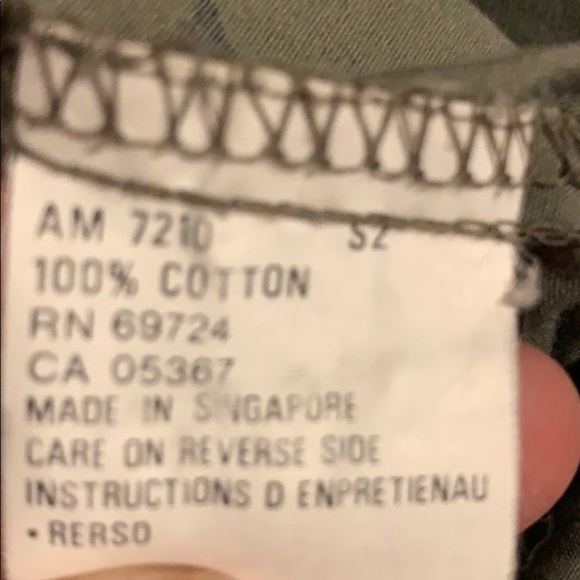 AM 7210 S2
100% COTTON
RN 69724
CA 05367
MADE IN SINGAPORE
CARE ON REVERSE SIDE
INSTRUCTIONS D ENPRETIENAU
• RERSO